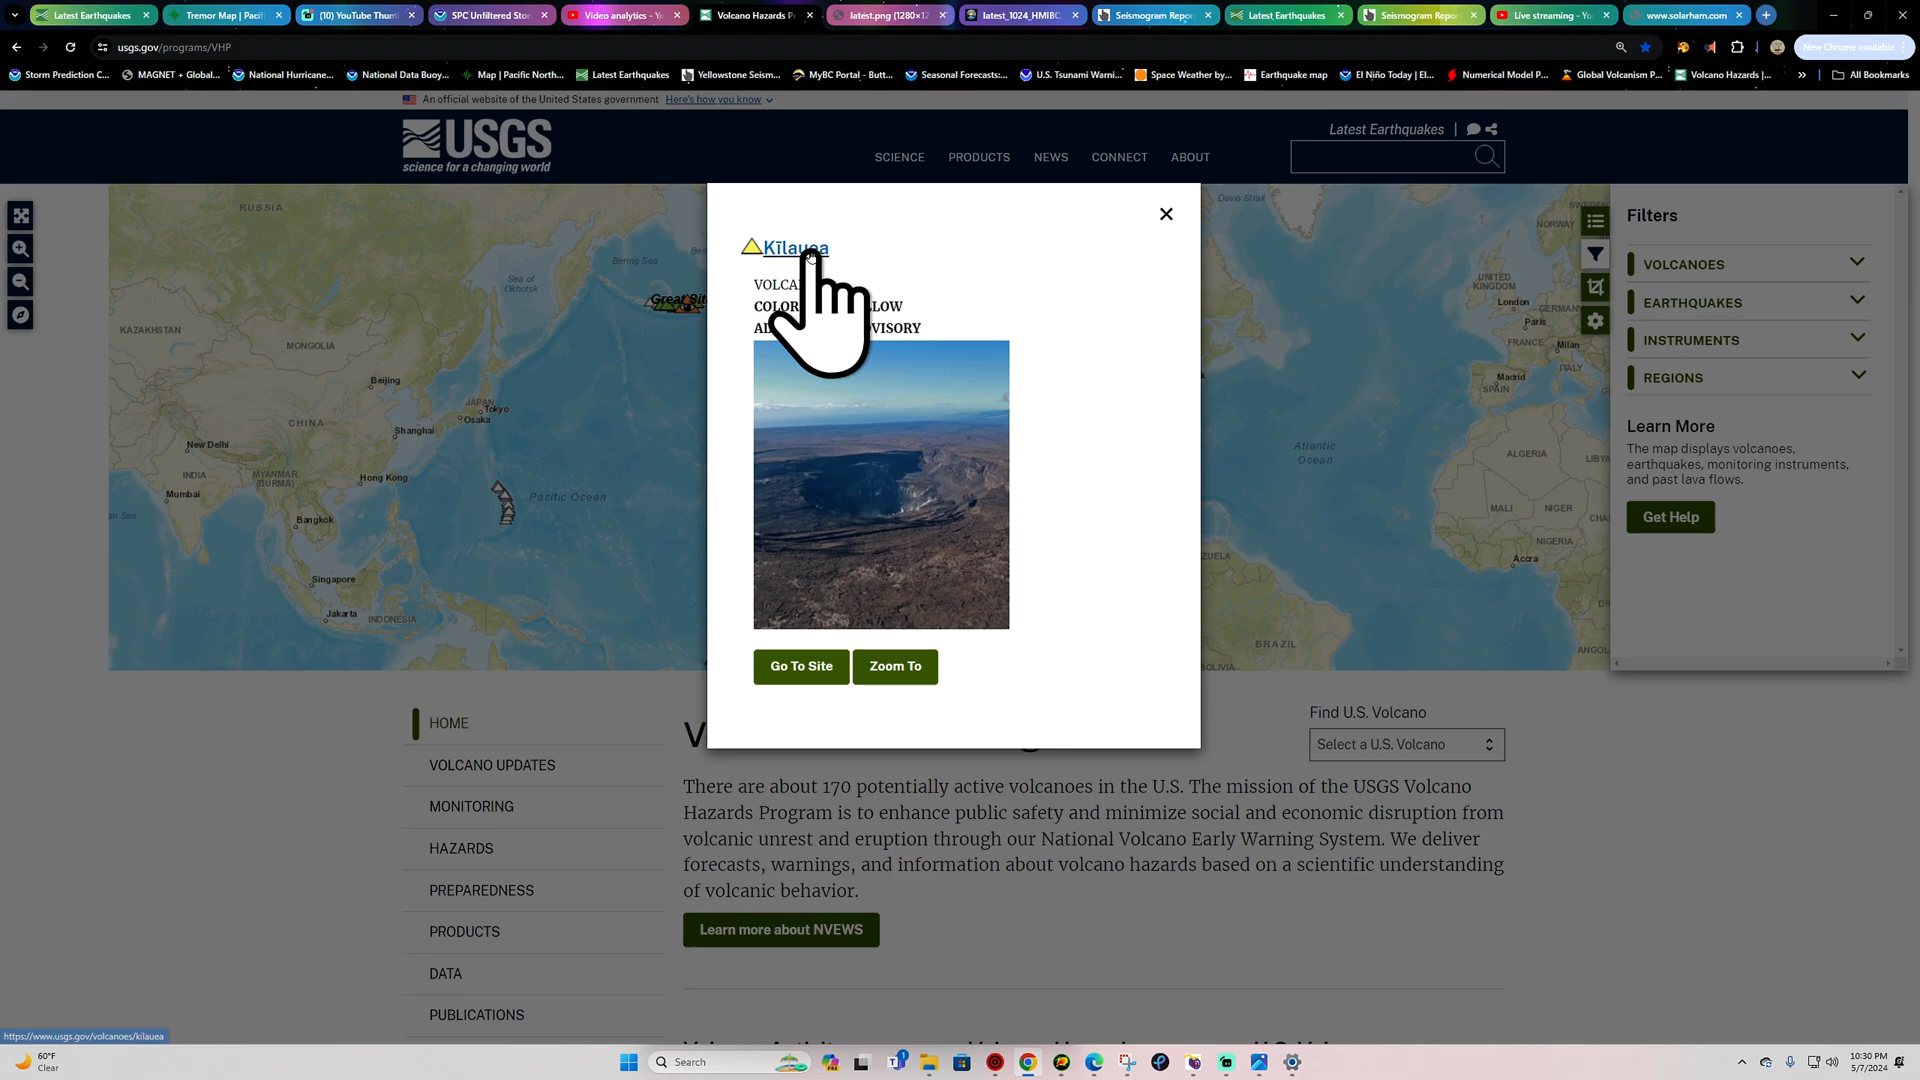 Latest Earthquakes
Tremor Map | Pacifi
(10) YouTube Thum
SPC Unfiltered Stor
Video analytics - Yo
Volcano Hazards Pr
latest.png (1280×12
latest_1024_HMIBC.
Seismogram Repor
Latest Earthquakes
Seismogram Repor
Live streaming - Yo
www.solarham.com
usgs.gov/programs/VHP
New Chrome available
Storm Prediction C...
MAGNET + Global...
National Hurricane...
National Data Buoy...
Map | Pacific North...
Latest Earthquakes
Yellowstone Seism...
MyBC Portal - Butt...
Seasonal Forecasts:...
U.S. Tsunami Warni...
Space Weather by...
Earthquake map
El Niño Today | El...
Numerical Model P...
Global Volcanism P...
Volcano Hazards |...
All Bookmarks
An official website of the United States government Here's how you know
USGS
science for a changing world
Latest Earthquakes |
SCIENCE PRODUCTS NEWS CONNECT ABOUT
RUSSIA
Bering Sea
Sea of
Okhotsk
Great Sit
KAZAKHSTAN
MONGOLIA
Beijing
JAPAN
Tokyo
Osaka
CHINA
Shanghai
New Delhi
INDIA
MYANMAR
(BURMA)
Hong Kong
Mumbai
Bangkok
Pacific Ocean
Singapore
Jakarta
INDONESIA
Kīlauea
VOLCA
COLOR LOW
VISORY
Go To Site
Zoom To
Davis Strait
NORWAY
SWEDEN
UNITED
KINGDOM
London
GERMANY
Paris
FRANCE
Milan
ITALY
Madrid
SPAIN
Atlantic
Ocean
ALGERIA
MALI
NIGER
NIGERIA
Accra
BRAZIL
Filters
VOLCANOES
EARTHQUAKES
INSTRUMENTS
REGIONS
Learn More
The map displays volcanoes,
earthquakes, monitoring instruments,
and past lava flows.
Get Help
HOME
VOLCANO UPDATES
MONITORING
HAZARDS
PREPAREDNESS
PRODUCTS
DATA
PUBLICATIONS
Find U.S. Volcano
Select a U.S. Volcano
There are about 170 potentially active volcanoes in the U.S. The mission of the USGS Volcano
Hazards Program is to enhance public safety and minimize social and economic disruption from
volcanic unrest and eruption through our National Volcano Early Warning System. We deliver
forecasts, warnings, and information about volcano hazards based on a scientific understanding
of volcanic behavior.
Learn more about NVEWS
https://www.usgs.gov/volcanoes/kilauea
60°F
Clear
Search
10:30 PM
5/7/2024